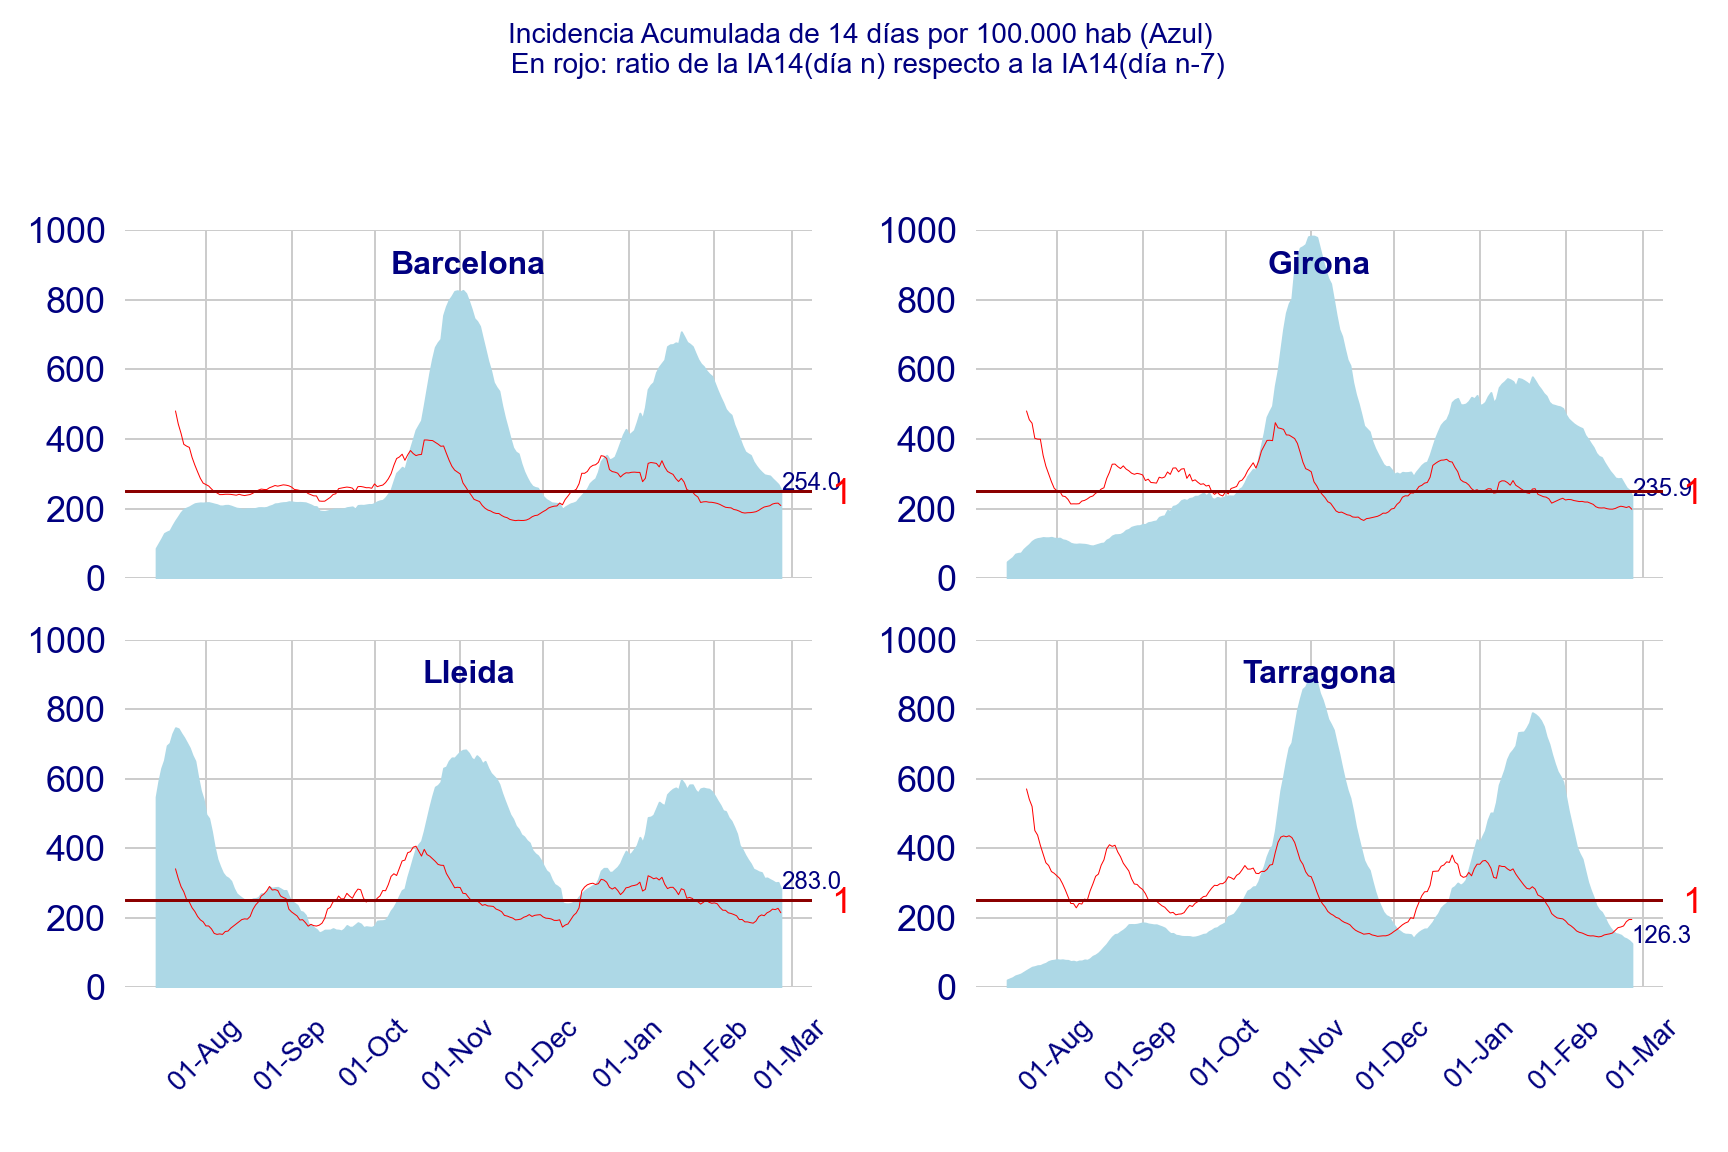 Incidencia Acumulada de 14 días por 100.000 hab (Azul)
En rojo: ratio de la IA14(día n) respecto a la IA14(día n-7)
1000
800
600
400
200
0
Barcelona
254.0
1
1000
800
600
400
200
0
Girona
235.9
1
1000
800
600
400
200
0
Lleida
283.0
1
01-Aug
01-Sep
01-Oct
01-Nov
01-Dec
01-Jan
01-Feb
01-Mar
1000
800
600
400
200
0
Tarragona
1
126.3
01-Aug
01-Sep
01-Oct
01-Nov
01-Dec
01-Jan
01-Feb
01-Mar